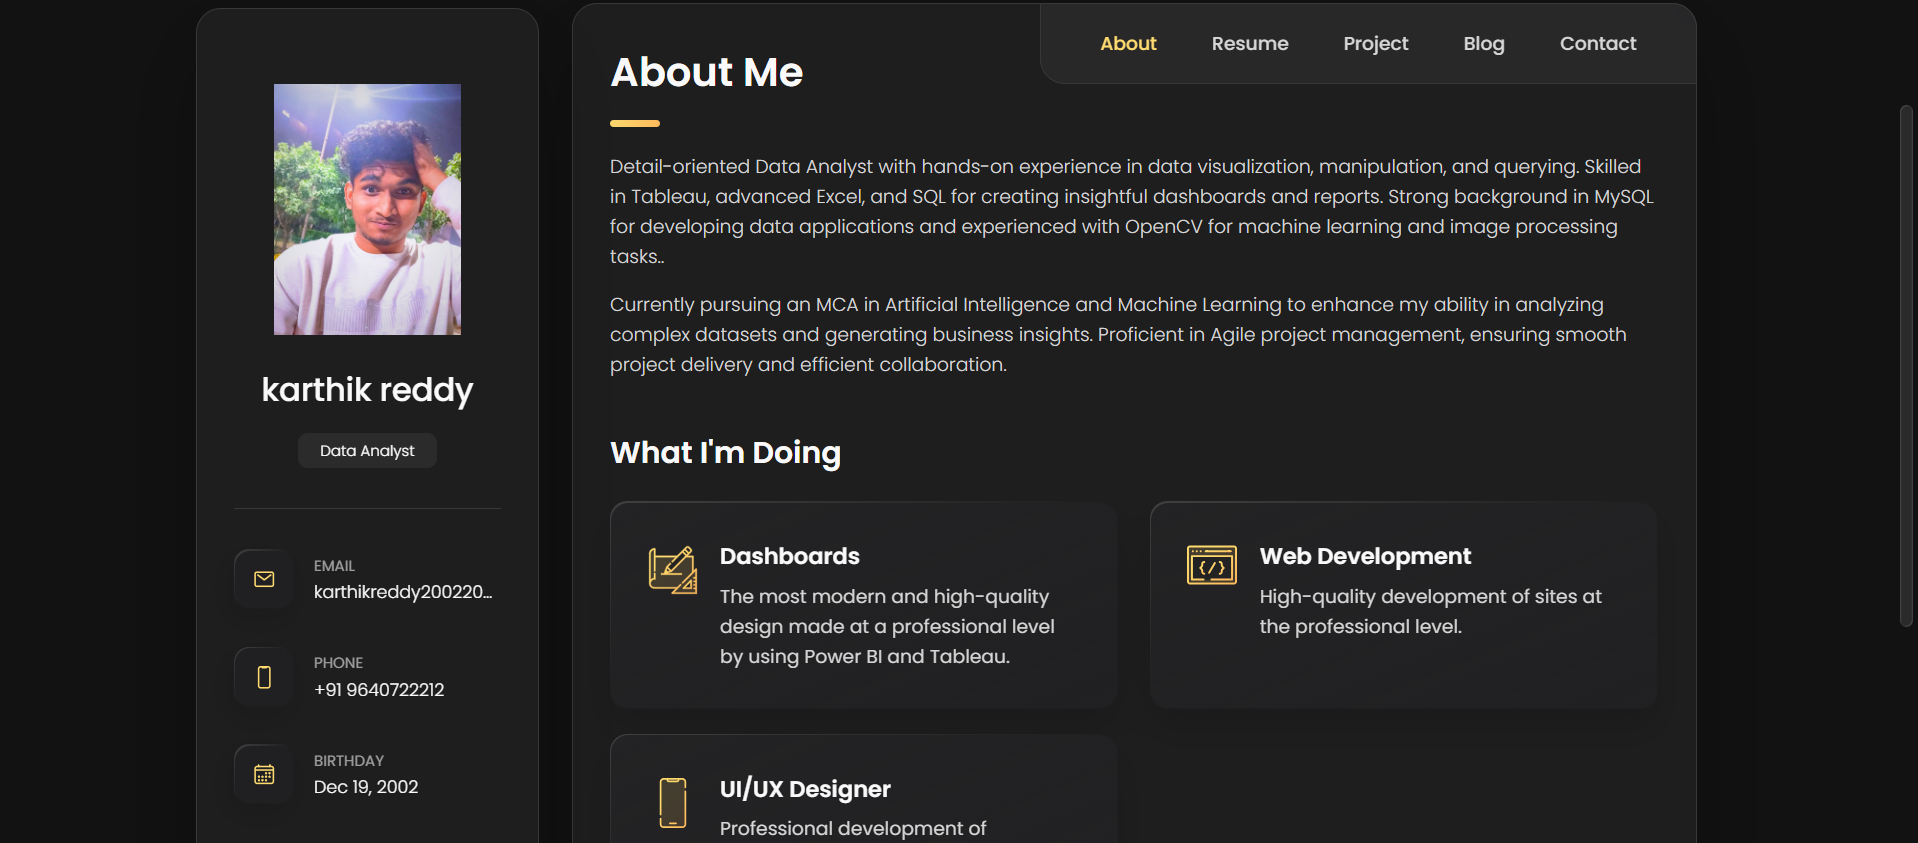 karthik reddy
Data Analyst
EMAIL
karthikreddy200220...
PHONE
+91 9640722212
BIRTHDAY
Dec 19, 2002
About
Resume
Project
Blog
Contact
About Me
Detail-oriented Data Analyst with hands-on experience in data visualization, manipulation, and querying. Skilled
in Tableau, advanced Excel, and SQL for creating insightful dashboards and reports. Strong background in MySQL
for developing data applications and experienced with OpenCV for machine learning and image processing
tasks..
Currently pursuing an MCA in Artificial Intelligence and Machine Learning to enhance my ability in analyzing
complex datasets and generating business insights. Proficient in Agile project management, ensuring smooth
project delivery and efficient collaboration.
What I'm Doing
Dashboards
The most modern and high-quality
design made at a professional level
by using Power BI and Tableau.
Web Development
High-quality development of sites at
the professional level.
UI/UX Designer
Professional development of